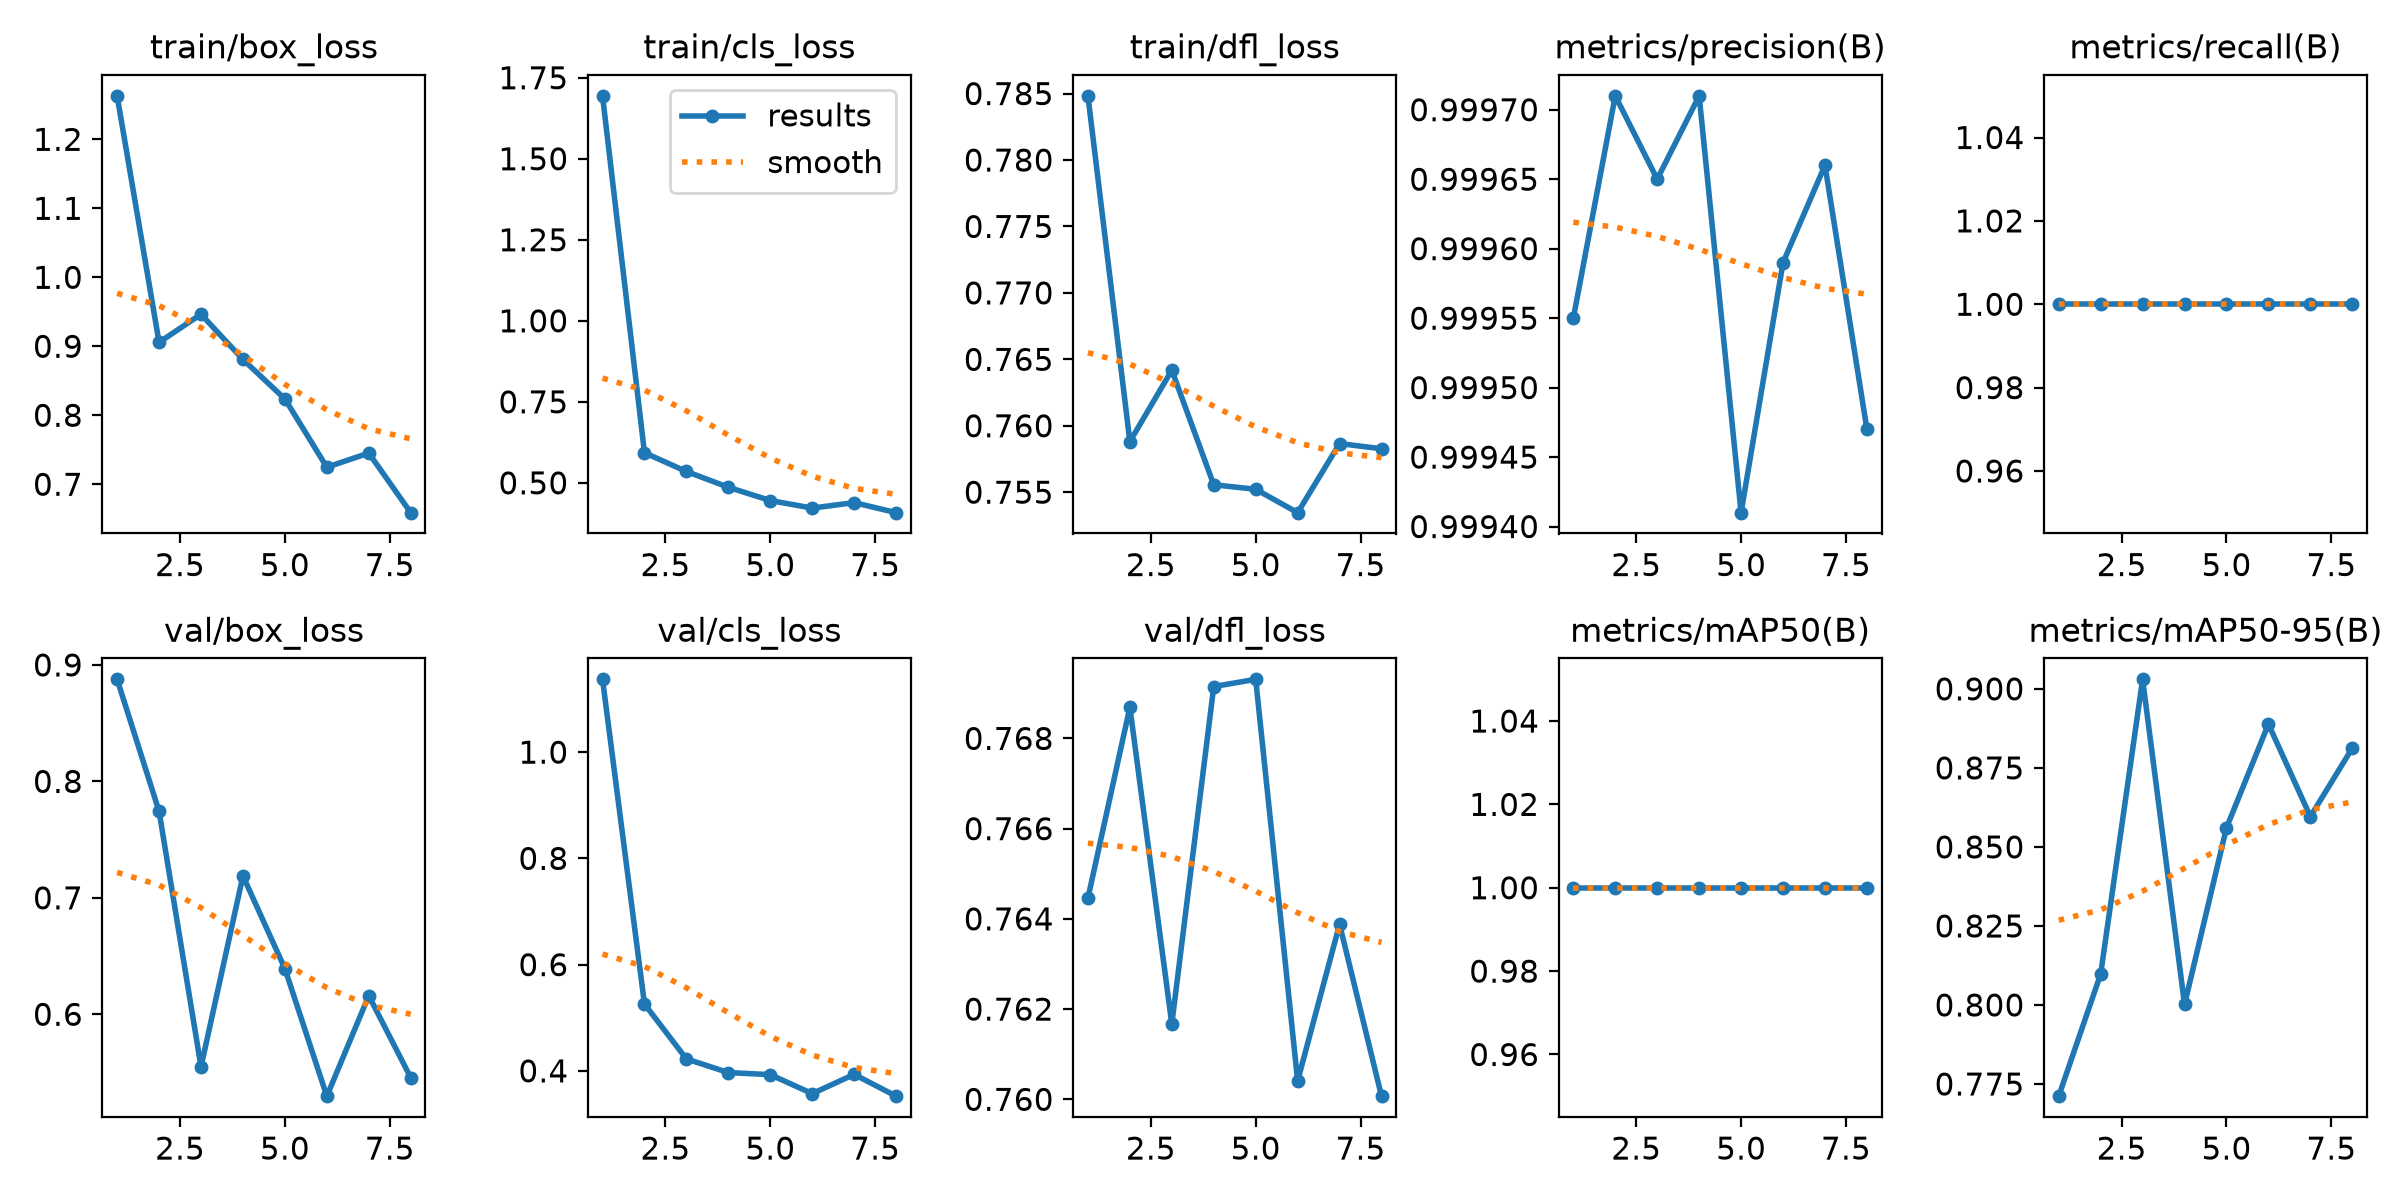 train/box_loss
1.2
1.1
1.0
0.9
0.8
0.7
2.5 5.0 7.5
train/cls_loss
1.75
1.50
1.25
1.00
0.75
0.50
results
smooth
2.5 5.0 7.5
train/dfl_loss
0.785
0.780
0.775
0.770
0.765
0.760
0.755
2.5 5.0 7.5
metrics/precision(B)
0.99970
0.99965
0.99960
0.99955
0.99950
0.99945
0.99940
2.5 5.0 7.5
metrics/recall(B)
1.04
1.02
1.00
0.98
0.96
2.5 5.0 7.5
val/box_loss
0.9
0.8
0.7
0.6
2.5 5.0 7.5
val/cls_loss
1.0
0.8
0.6
0.4
2.5 5.0 7.5
val/dfl_loss
0.768
0.766
0.764
0.762
0.760
2.5 5.0 7.5
metrics/mAP50(B)
1.04
1.02
1.00
0.98
0.96
2.5 5.0 7.5
metrics/mAP50-95(B)
0.900
0.875
0.850
0.825
0.800
0.775
2.5 5.0 7.5